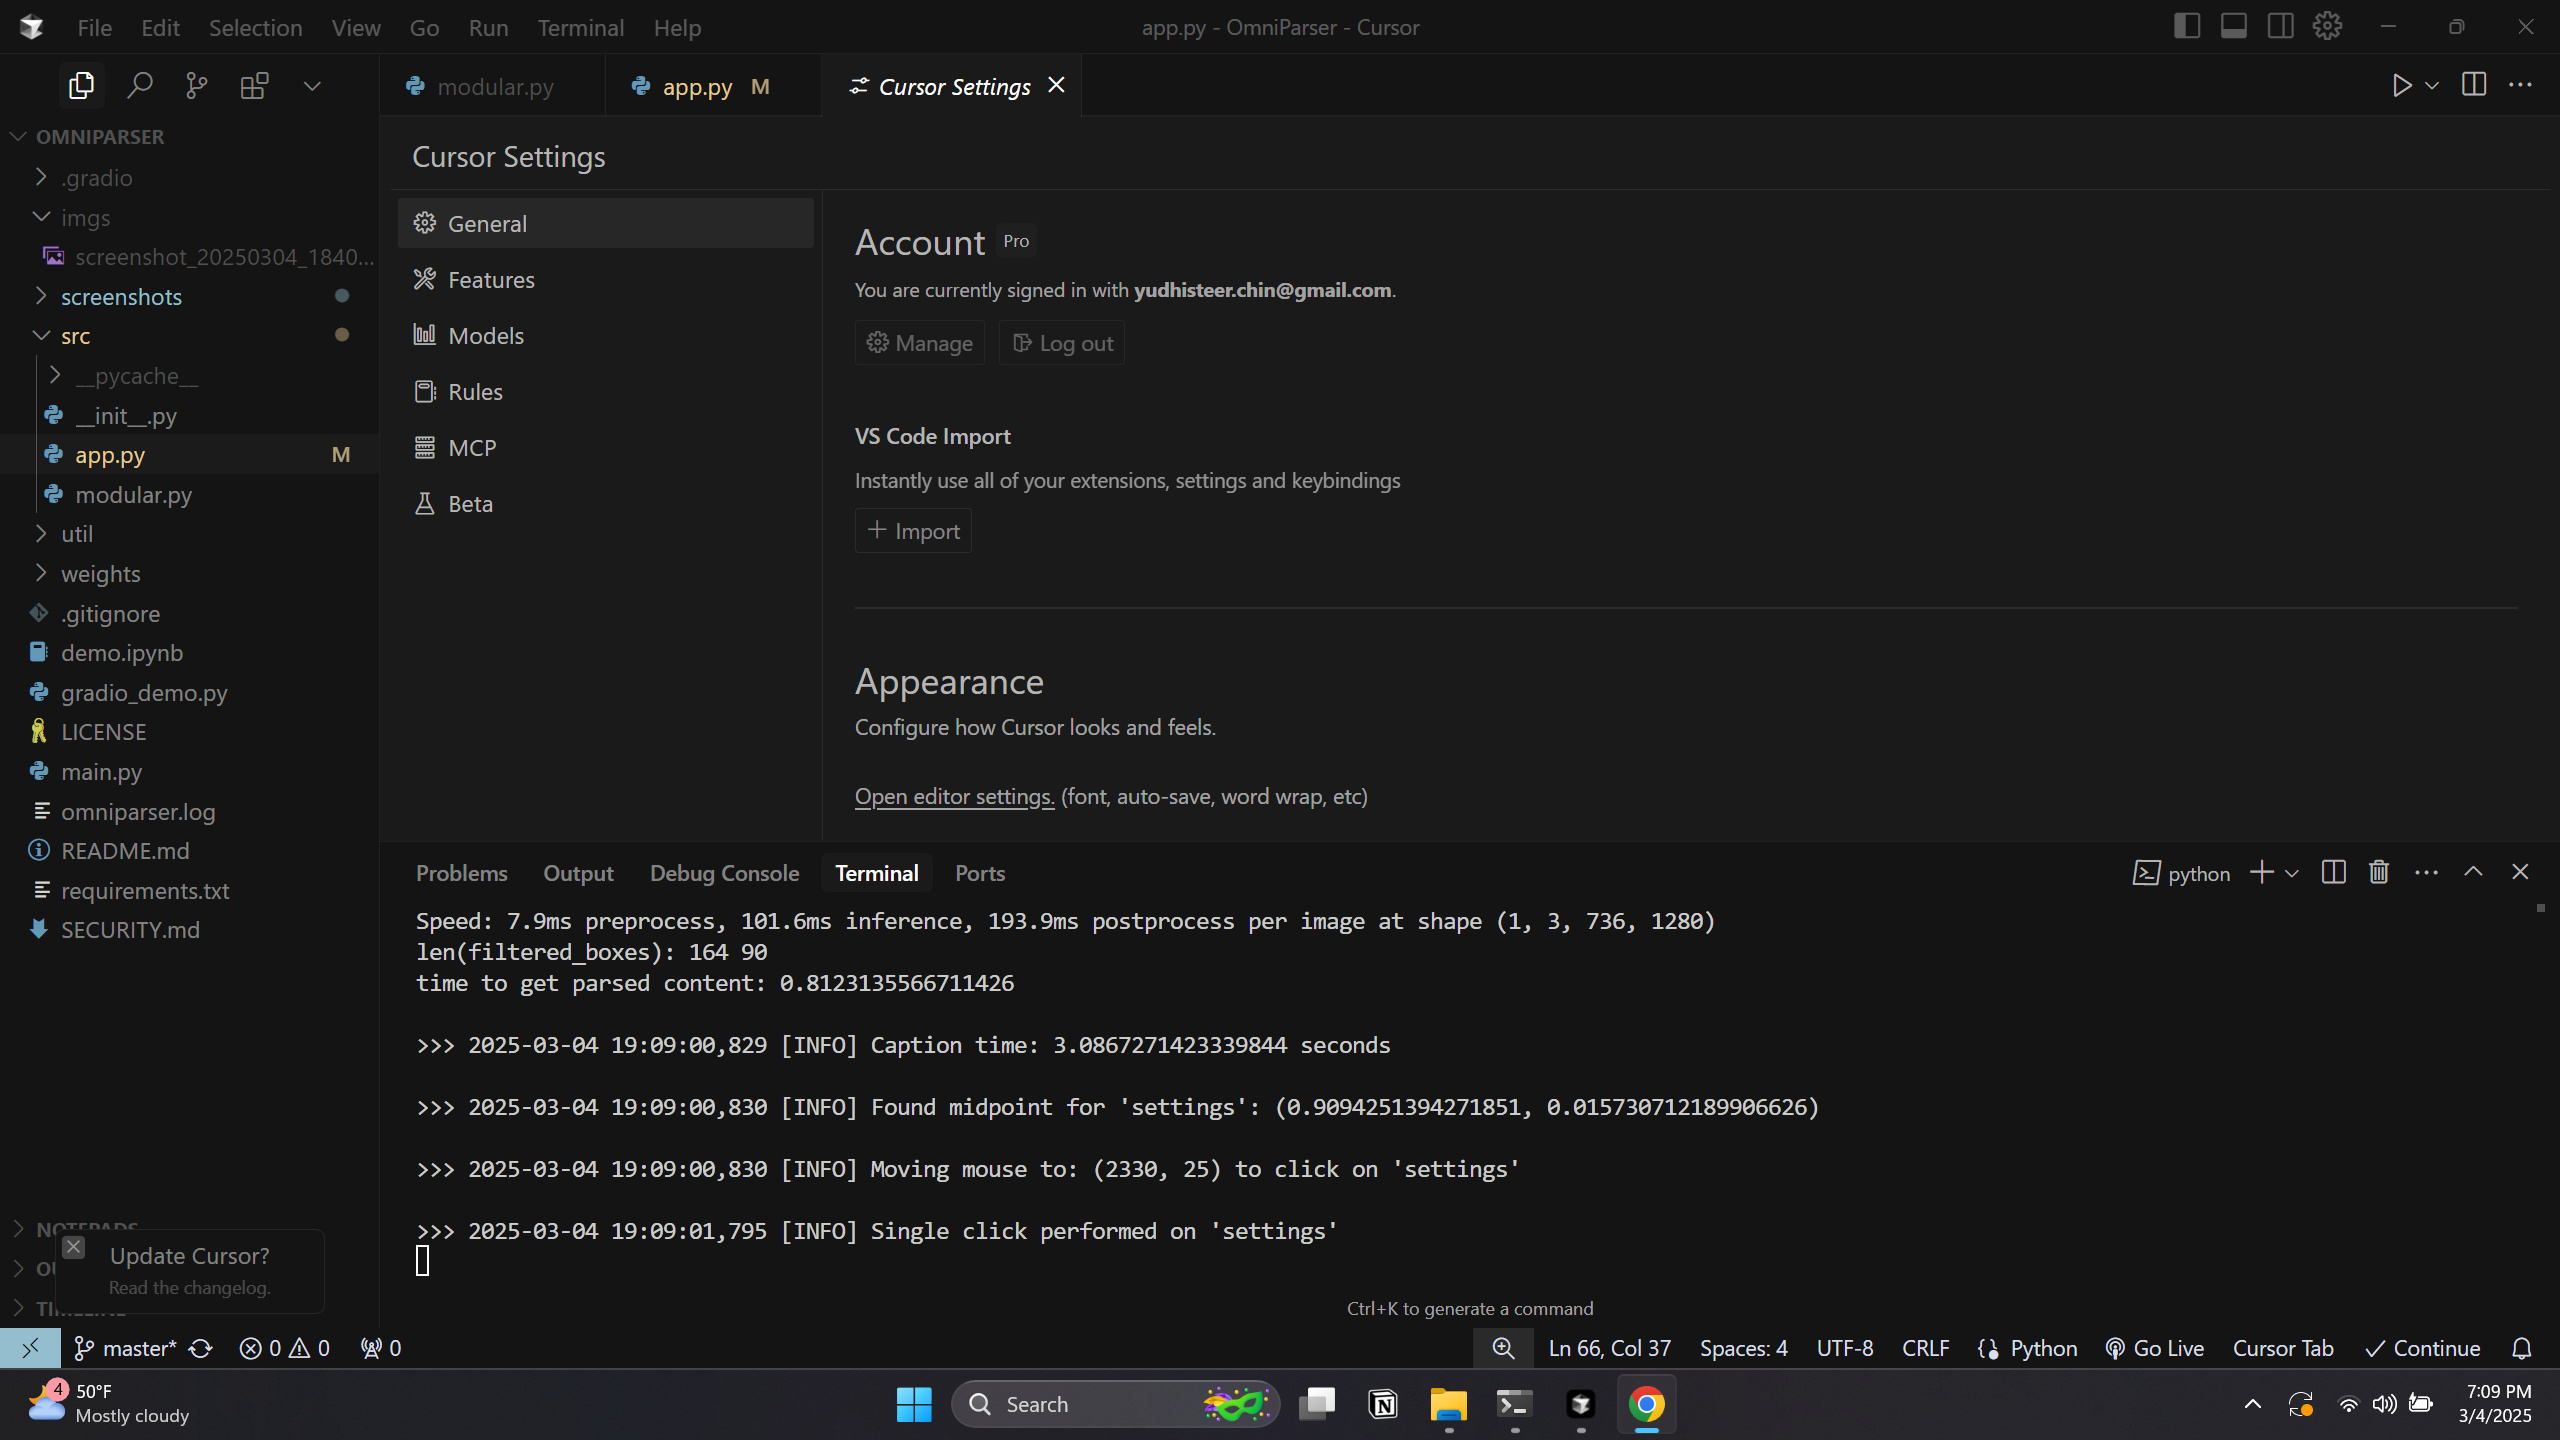 File Edit Selection View Go Run Terminal Help
app.py - OmniParser - Cursor
modular.py
app.py M
Cursor Settings
OMNIPARSER
.gradio
imgs
screenshot_20250304_1840...
screenshots
src
__pycache__
__init__.py
app.py M
modular.py
util
weights
.gitignore
demo.ipynb
gradio_demo.py
LICENSE
main.py
omniparser.log
README.md
requirements.txt
SECURITY.md
Update Cursor?
Read the changelog.
Cursor Settings
General
Features
Models
Rules
MCP
Beta
Account Pro
You are currently signed in with yudhisteer.chin@gmail.com.
Manage Log out
VS Code Import
Instantly use all of your extensions, settings and keybindings
Import
Appearance
Configure how Cursor looks and feels.
Open editor settings. (font, auto-save, word wrap, etc)
Problems Output Debug Console Terminal Ports
python
Speed: 7.9ms preprocess, 101.6ms inference, 193.9ms postprocess per image at shape (1, 3, 736, 1280)
len(filtered_boxes): 164 90
time to get parsed content: 0.8123135566711426
>>> 2025-03-04 19:09:00,829 [INFO] Caption time: 3.0867271423339844 seconds
>>> 2025-03-04 19:09:00,830 [INFO] Found midpoint for 'settings': (0.9094251394271851, 0.015730712189906626)
>>> 2025-03-04 19:09:00,830 [INFO] Moving mouse to: (2330, 25) to click on 'settings'
>>> 2025-03-04 19:09:01,795 [INFO] Single click performed on 'settings'
Ctrl+K to generate a command
master* 0 0 0
Ln 66, Col 37 Spaces: 4 UTF-8 CRLF Python Go Live Cursor Tab Continue
4
50°F
Mostly cloudy
Search
7:09 PM
3/4/2025